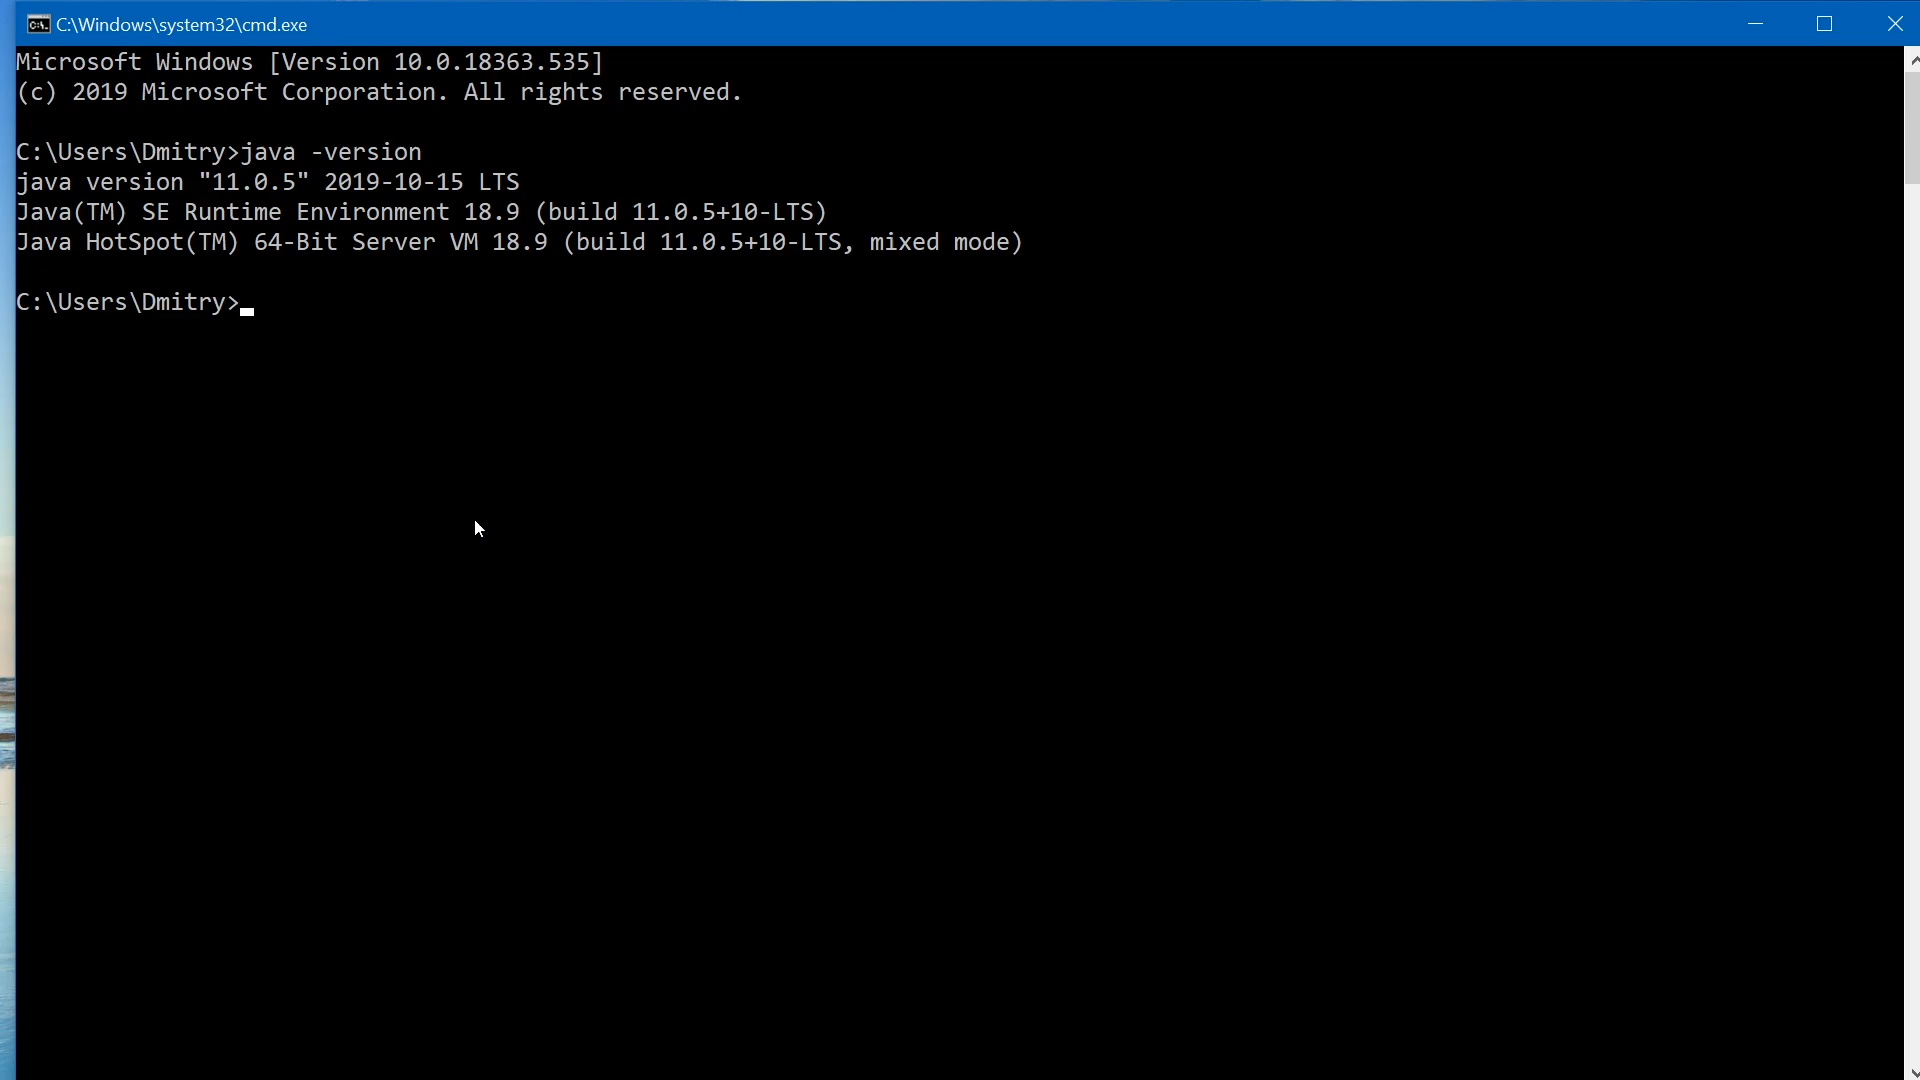 C:\Windows\system32\cmd.exe
Microsoft Windows [Version 10.0.18363.535]
(c) 2019 Microsoft Corporation. All rights reserved.
C:\Users\Dmitry>java -version
java version "11.0.5" 2019-10-15 LTS
Java(TM) SE Runtime Environment 18.9 (build 11.0.5+10-LTS)
Java HotSpot(TM) 64-Bit Server VM 18.9 (build 11.0.5+10-LTS, mixed mode)
C:\Users\Dmitry>